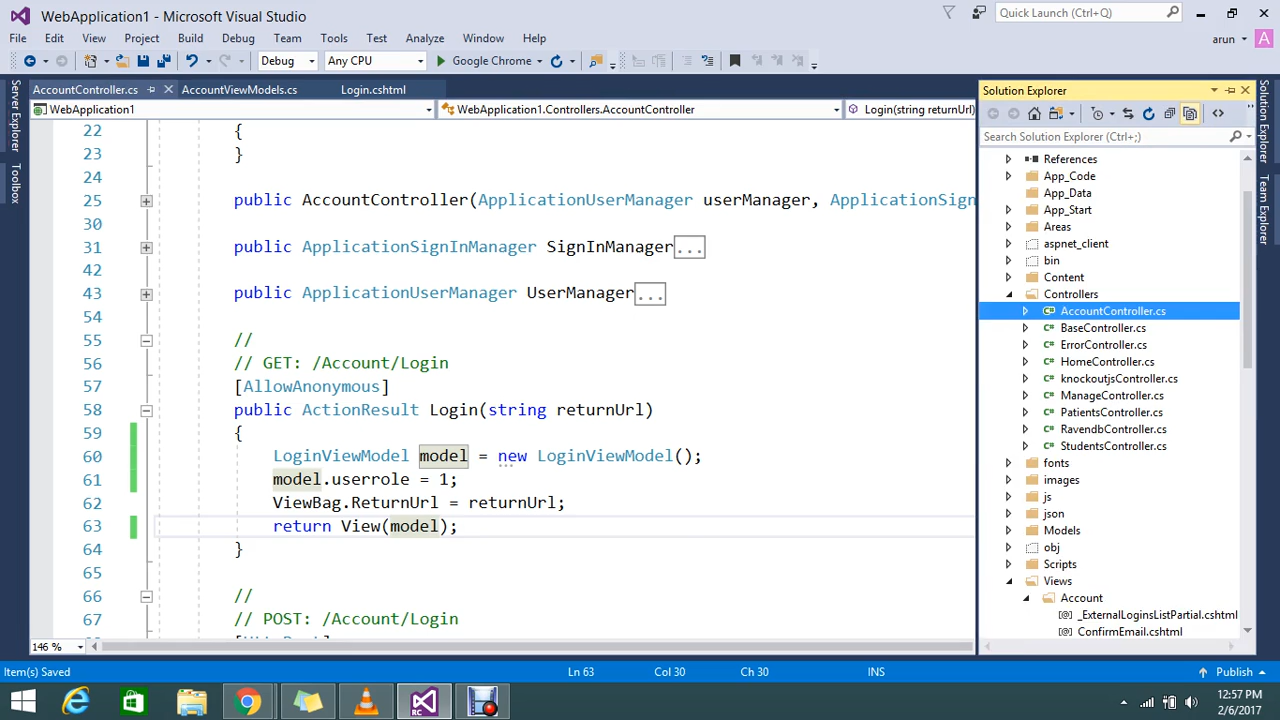 WebApplication1 - Microsoft Visual Studio
Quick Launch (Ctrl+Q)
File Edit View Project Build Debug Team Tools Test Analyze Window Help
arun A
Debug Any CPU Google Chrome
AccountController.cs AccountViewModels.cs Login.cshtml
WebApplication1 WebApplication1.Controllers.AccountController Login(string returnUrl)
Server Explorer
Toolbox
22 {
23 }
24
25 public AccountController(ApplicationUserManager userManager, ApplicationSign
30
31 public ApplicationSignInManager SignInManager...
42
43 public ApplicationUserManager UserManager...
54
55 //
56 // GET: /Account/Login
57 [AllowAnonymous]
58 public ActionResult Login(string returnUrl)
59 {
60 LoginViewModel model = new LoginViewModel();
61 model.userrole = 1;
62 ViewBag.ReturnUrl = returnUrl;
63 return View(model);
64 }
65
66 //
67 // POST: /Account/Login
146 %
Solution Explorer
Search Solution Explorer (Ctrl+;)
References
App_Code
App_Data
App_Start
Areas
aspnet_client
bin
Content
Controllers
AccountController.cs
BaseController.cs
ErrorController.cs
HomeController.cs
knockoutjsController.cs
ManageController.cs
PatientsController.cs
RavendbController.cs
StudentsController.cs
fonts
images
js
json
Models
obj
Scripts
Views
Account
_ExternalLoginsListPartial.cshtml
ConfirmEmail.cshtml
Solution Explorer
Team Explorer
Item(s) Saved Ln 63 Col 30 Ch 30 INS Publish
12:57 PM
2/6/2017